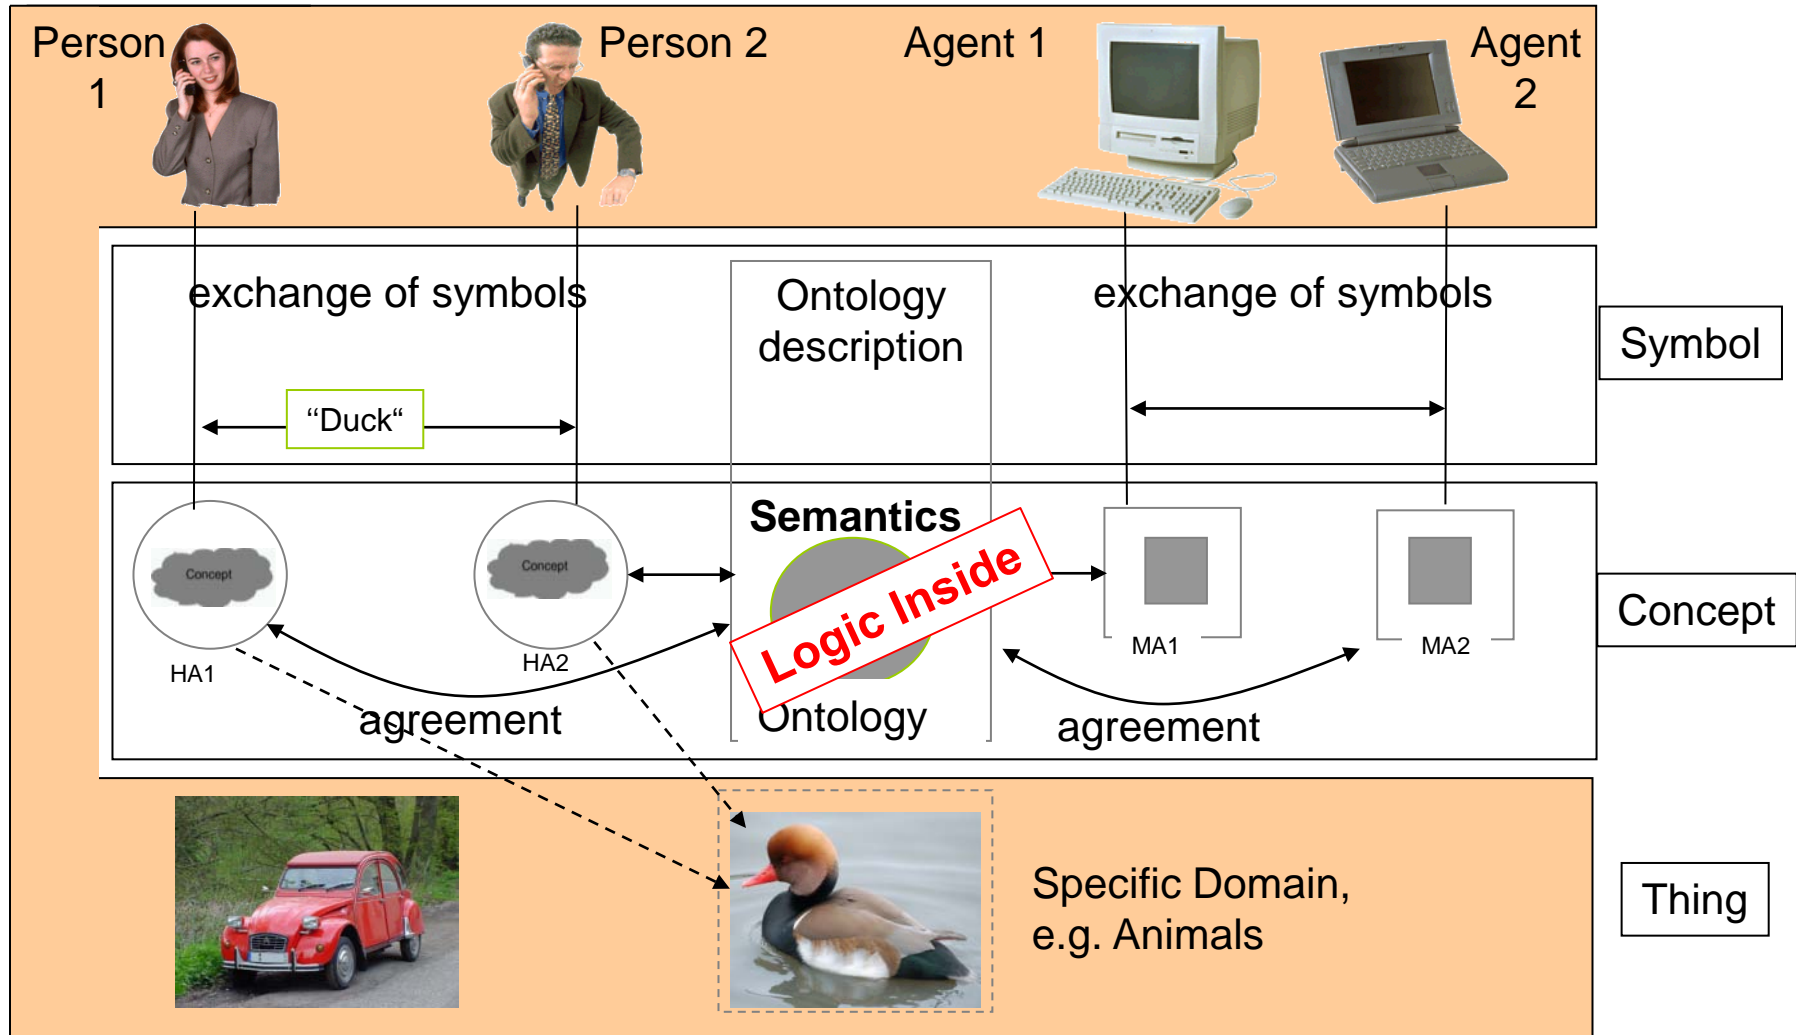 Person
1
Person 2
Agent 1
Agent
2
exchange of symbols
Ontology
description
exchange of symbols
Symbol
“Duck“
Semantics
Concept
Concept
Logic Inside
Concept
HA1
HA2
MA1
MA2
agreement
Ontology
agreement
Specific Domain,
e.g. Animals
Thing